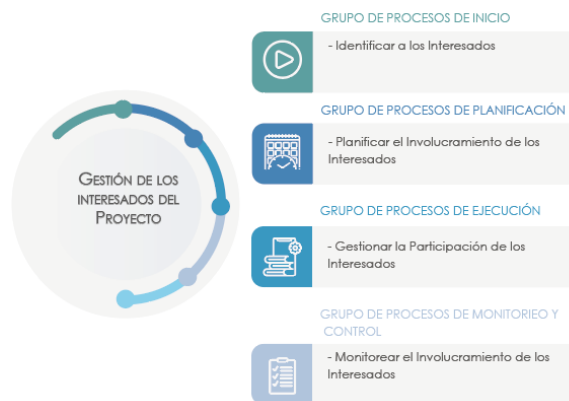 GRUPO DE PROCESOS DE INICIO
- Identificar a los Interesados
GRUPO DE PROCESOS DE PLANIFICACIÓN
- Planificar el Involucramiento de los
Interesados
GESTIÓN DE LOS
INTERESADOS DEL
PROYECTO
GRUPO DE PROCESOS DE EJECUCIÓN
- Gestionar la Participación de los
Interesados
GRUPO DE PROCESOS DE MONITORIEO Y
CONTROL
- Monitorear el Involucramiento de los
Interesados